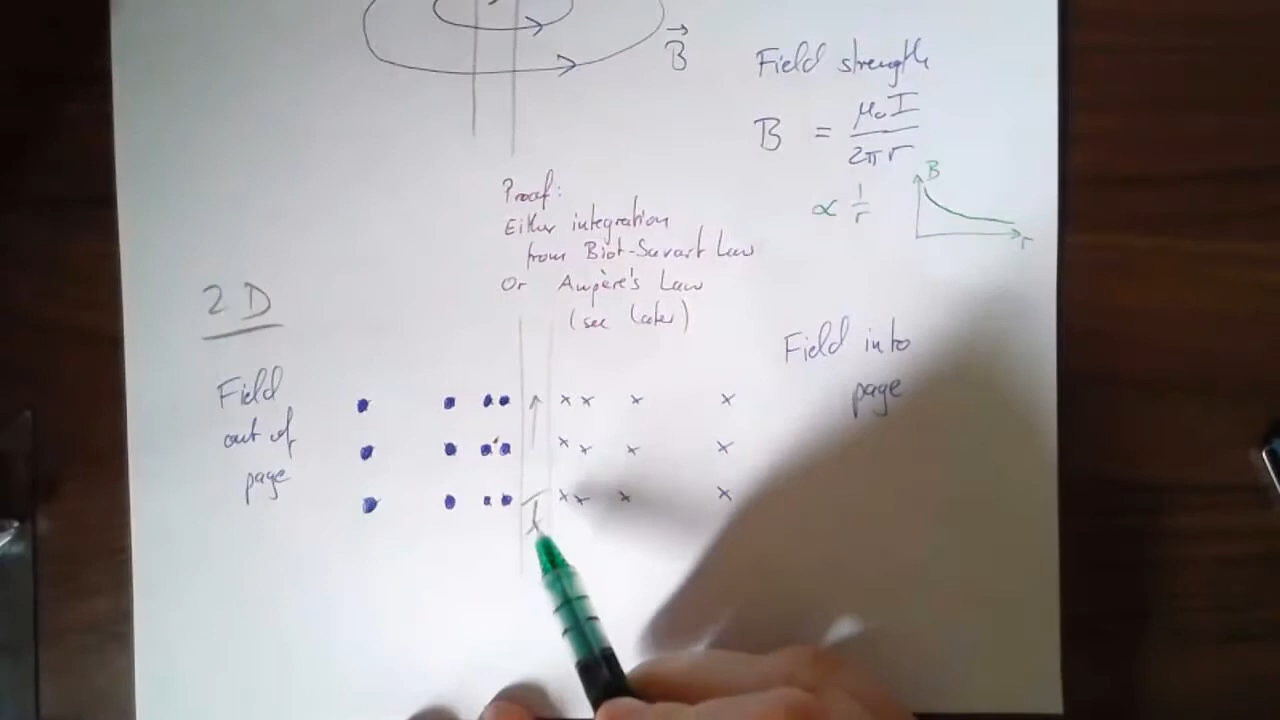 B
Field strength
B = μ₀I / 2πr
∝ 1/r
B
r
Proof:
Either integration
from Biot-Savart Law
Or Ampère's Law
(see later)
2D
Field
out of
page
Field into
page
I